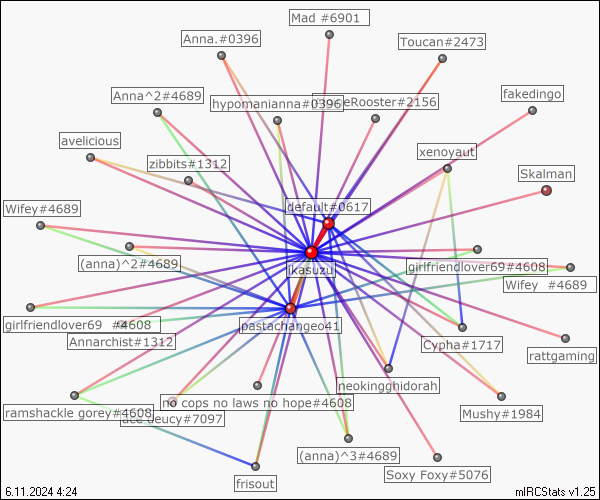 Mad #6901
Anna.#0396
Toucan#2473
fakedingo
Anna^2#4689
hypomanianna#0396
Rooster#2156
avelicious
xenoyaut
zibbits#1312
Skalman
default#0617
Wifey#4689
ikasuzu
(anna)^2#4689
girlfriendlover69#4608
Wifey #4689
girlfriendlover69 #4608
pastachangeo41
Annarchist#1312
Cypha#1717
rattgaming
neokingghidorah
no cops no laws no hope#4608
ramshackle gorey#4608
ace deucy#7097
Mushy#1984
(anna)^3#4689
Soxy Foxy#5076
frisout
6.11.2024 4:24
mIRCStats v1.25